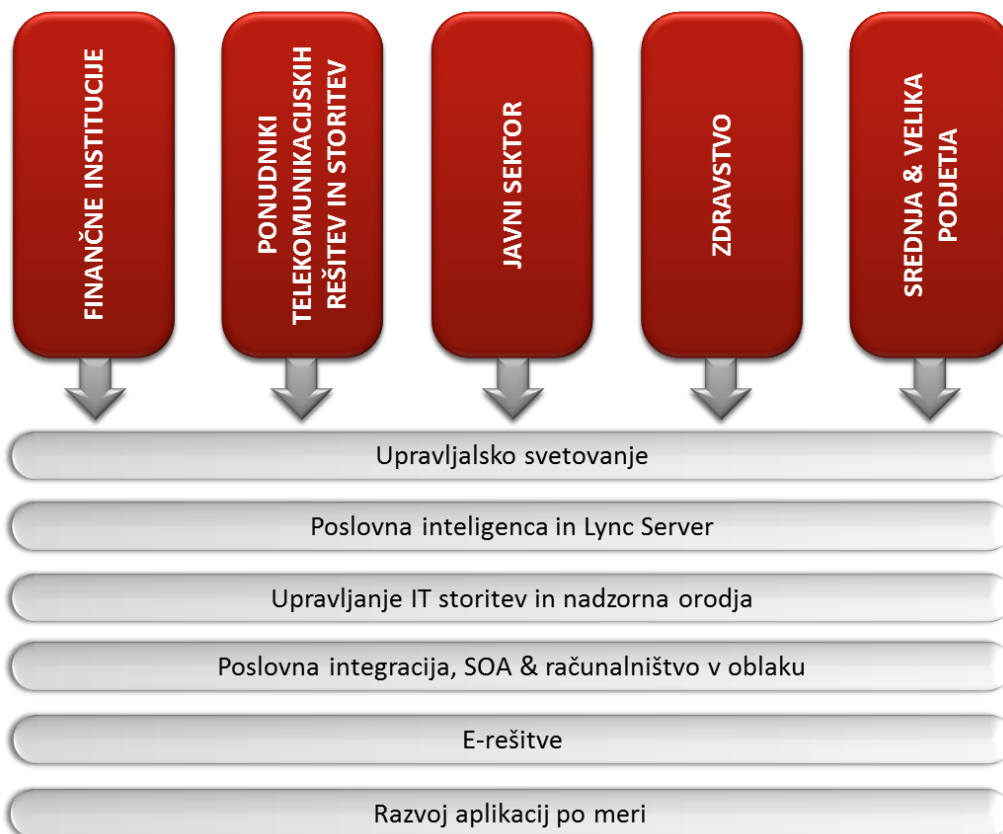 FINANČNE INSTITUCIJE
PONUDNIKI
TELEKOMUNIKACIJSKIH
REŠITEV IN STORITEV
JAVNI SEKTOR
ZDRAVSTVO
SREDNJA & VELIKA
PODJETJA
Upravljalsko svetovanje
Poslovna inteligenca in Lync Server
Upravljanje IT storitev in nadzorna orodja
Poslovna integracija, SOA & računalništvo v oblaku
E-rešitve
Razvoj aplikacij po meri